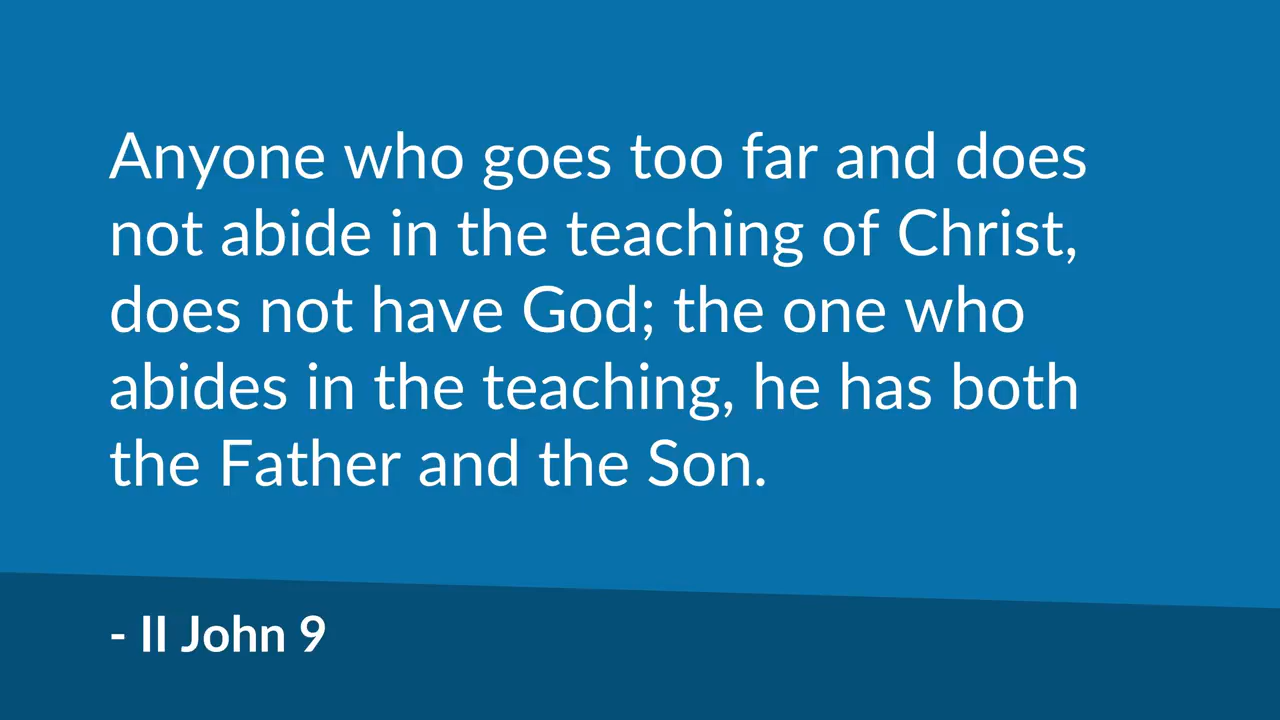 Anyone who goes too far and does
not abide in the teaching of Christ,
does not have God; the one who
abides in the teaching, he has both
the Father and the Son.
- II John 9